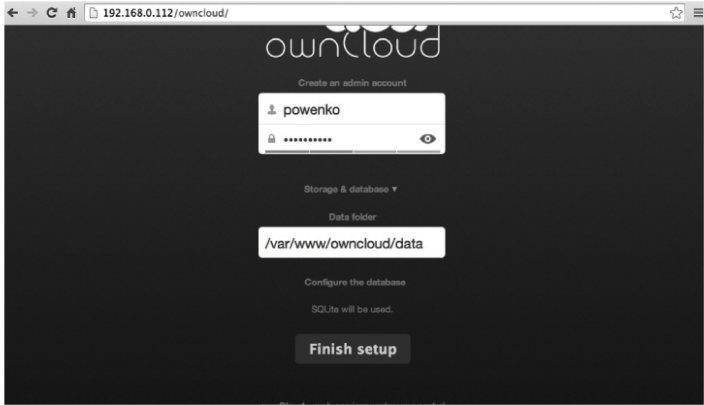 192.168.0.112/owncloud/
ownCloud
Create an admin account
powenko
••••••••••
Storage & database ▼
Data folder
/var/www/owncloud/data
Configure the database
SQLite will be used.
Finish setup